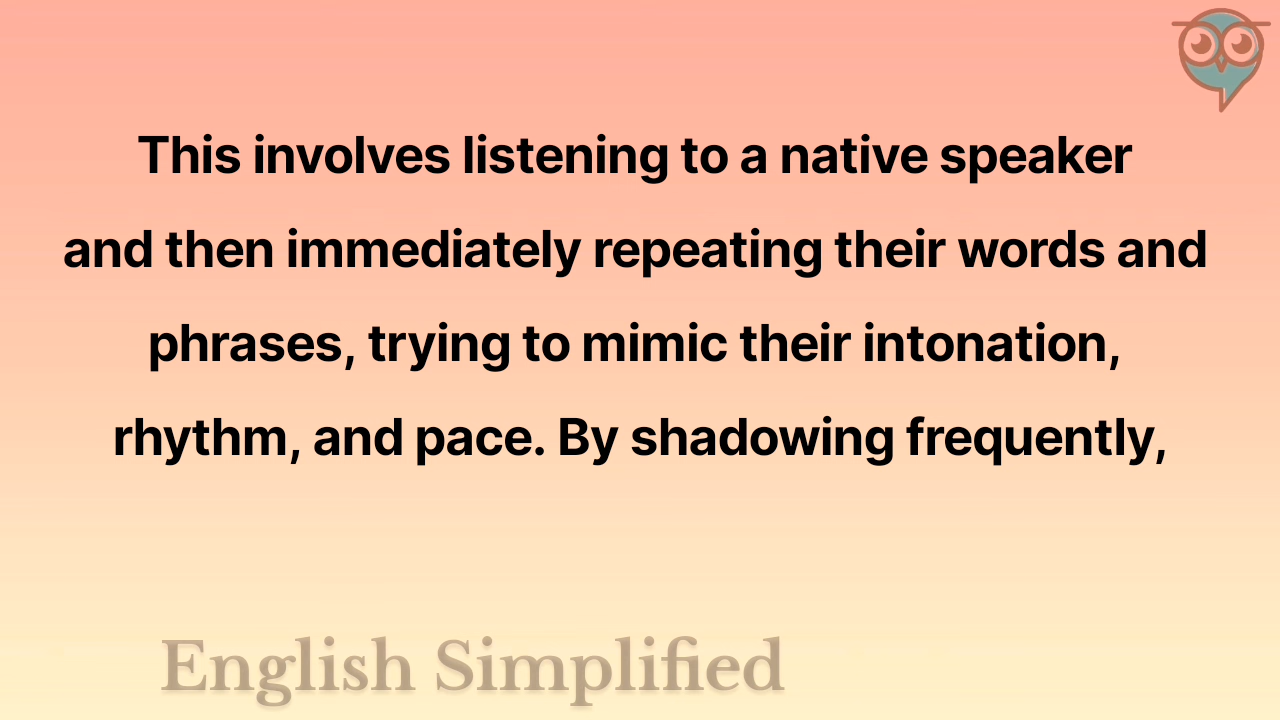 This involves listening to a native speaker
and then immediately repeating their words and
phrases, trying to mimic their intonation,
rhythm, and pace. By shadowing frequently,
English Simplified